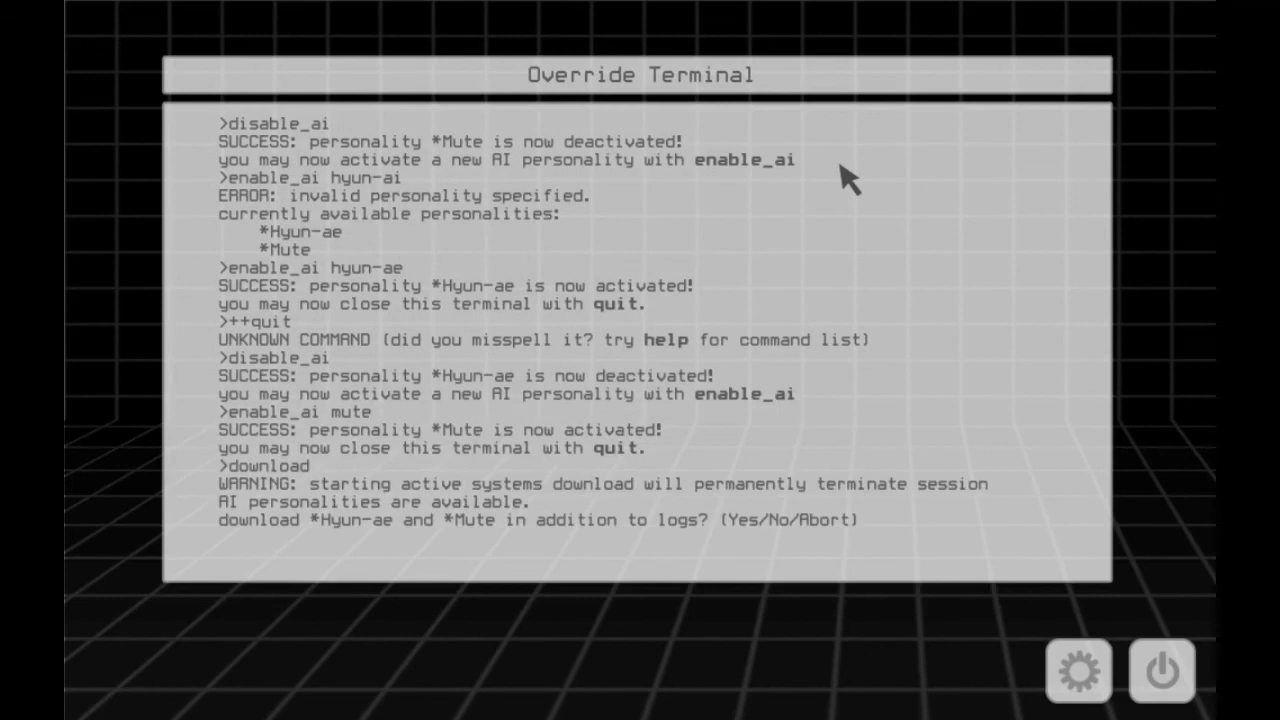 Override Terminal
>disable_ai
SUCCESS: personality *Mute is now deactivated!
you may now activate a new AI personality with enable_ai
>enable_ai hyun-ai
ERROR: invalid personality specified.
currently available personalities:
*Hyun-ae
*Mute
>enable_ai hyun-ae
SUCCESS: personality *Hyun-ae is now activated!
you may now close this terminal with quit.
>++quit
UNKNOWN COMMAND (did you misspell it? try help for command list)
>disable_ai
SUCCESS: personality *Hyun-ae is now deactivated!
you may now activate a new AI personality with enable_ai
>enable_ai mute
SUCCESS: personality *Mute is now activated!
you may now close this terminal with quit.
>download
WARNING: starting active systems download will permanently terminate session
AI personalities are available.
download *Hyun-ae and *Mute in addition to logs? (Yes/No/Abort)